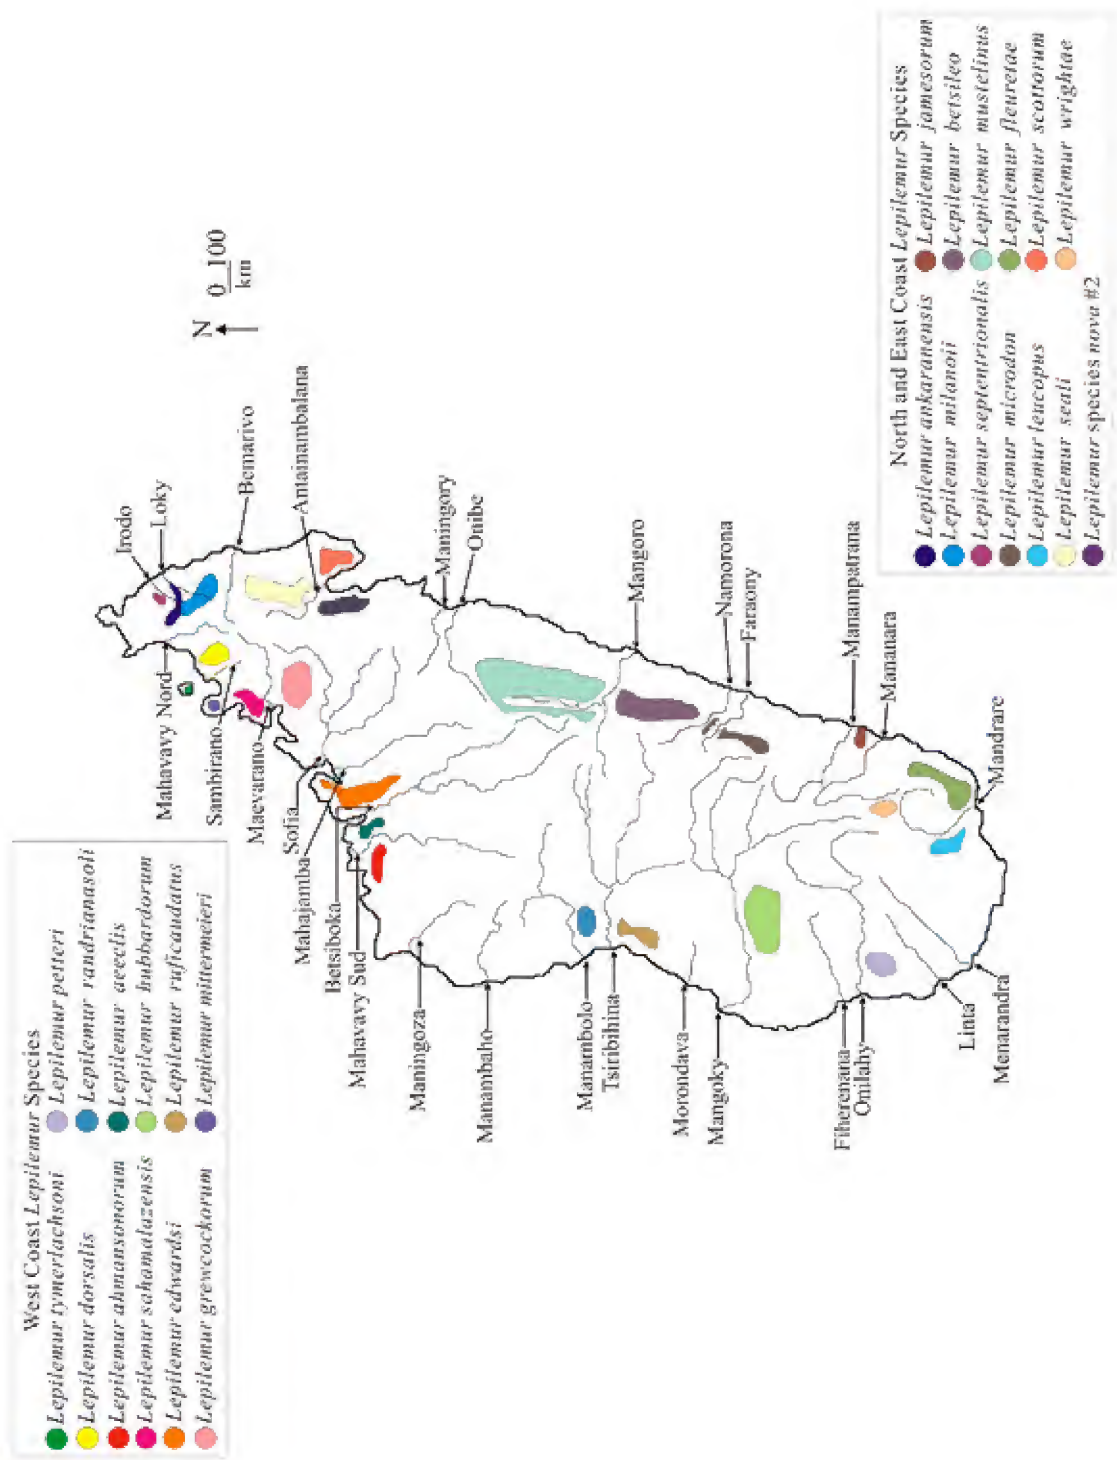 West Coast Lepilemur Species
Lepilemur tymerlachsoni
Lepilemur petteri
Lepilemur dorsalis
Lepilemur randrianasoli
Lepilemur ahmansonorum
Lepilemur aeeclis
Lepilemur sahamalazensis
Lepilemur hubbardorum
Lepilemur edwardsi
Lepilemur ruficaudatus
Lepilemur grewcockorum
Lepilemur mittermeieri
N
0 100
km
Irodo
Loky
Bemarivo
Antainambalana
Maningory
Onibe
Mangoro
Namorona
Faraony
Manampatrana
Mananara
Mandrare
Mahavavy Nord
Sambirano
Maevarano
Sofia
Mahajamba
Betsiboka
Mahavavy Sud
Maningoza
Manambaho
Manambolo
Tsiribihina
Morondava
Mangoky
Fiherenana
Onilahy
Linta
Menarandra
North and East Coast Lepilemur Species
Lepilemur ankaranensis
Lepilemur jamesorum
Lepilemur milanoii
Lepilemur betsileo
Lepilemur septentrionalis
Lepilemur mustelinus
Lepilemur microdon
Lepilemur fleuretae
Lepilemur leucopus
Lepilemur scottorum
Lepilemur seali
Lepilemur wrightae
Lepilemur species nova #2